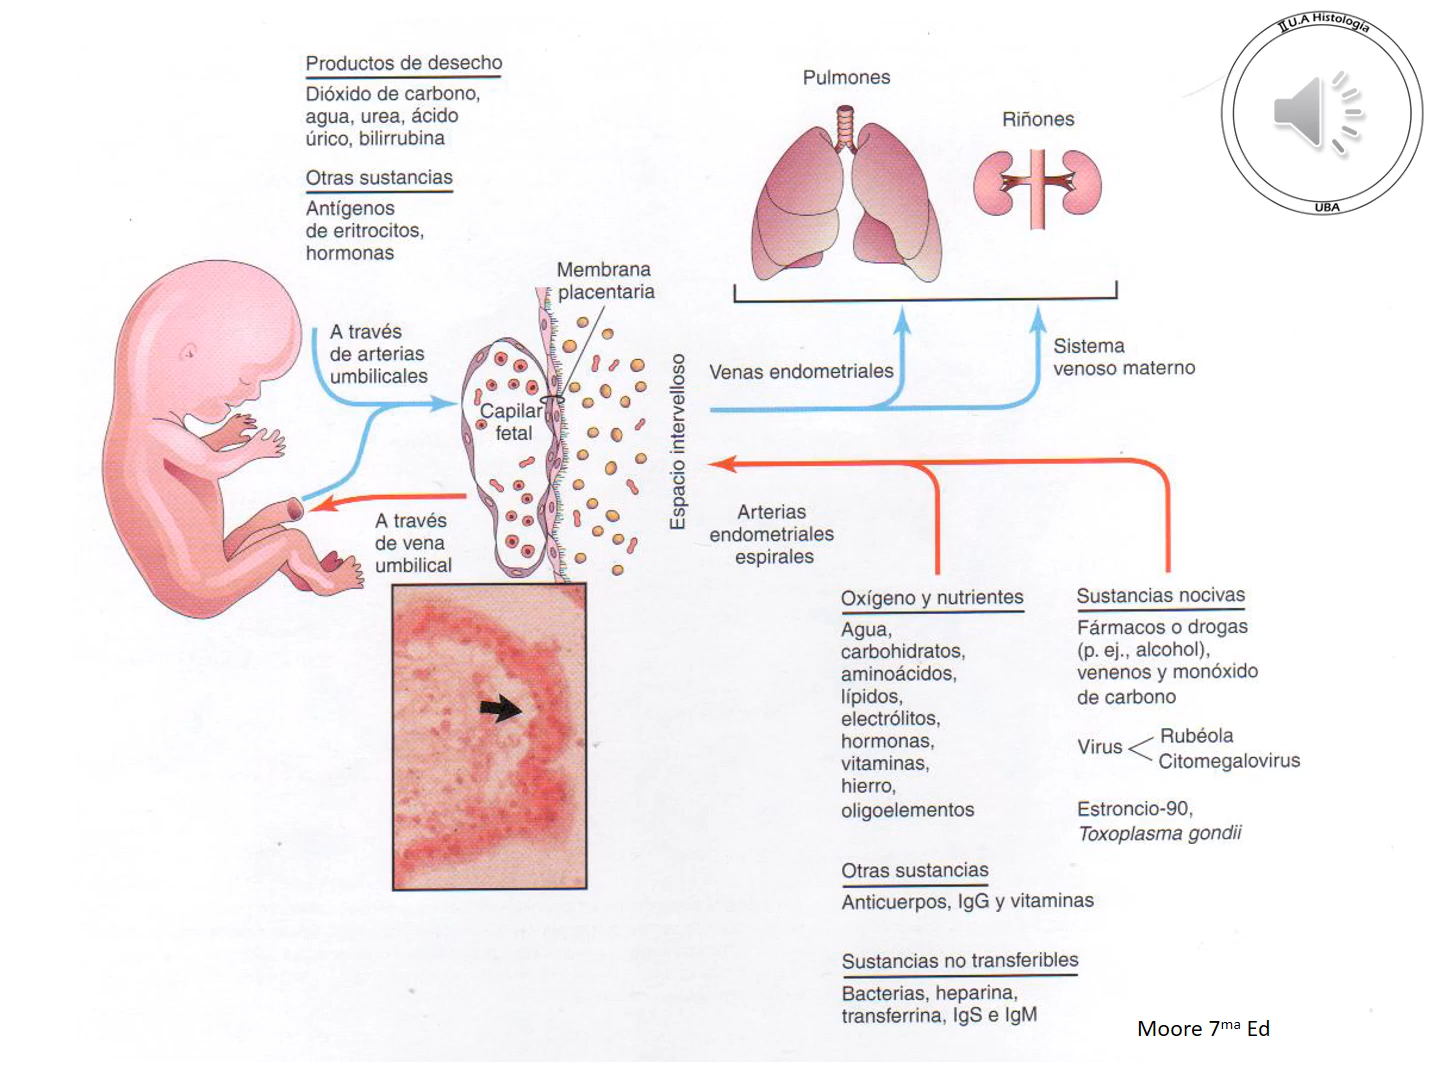 II U.A Histología
UBA
Productos de desecho
Dióxido de carbono,
agua, urea, ácido
úrico, bilirrubina
Otras sustancias
Antígenos
de eritrocitos,
hormonas
Pulmones
Riñones
Membrana
placentaria
A través
de arterias
umbilicales
Capilar
fetal
Espacio intervelloso
Venas endometriales
Sistema
venoso materno
A través
de vena
umbilical
Arterias
endometriales
espirales
Oxígeno y nutrientes
Agua,
carbohidratos,
aminoácidos,
lípidos,
electrólitos,
hormonas,
vitaminas,
hierro,
oligoelementos
Otras sustancias
Anticuerpos, IgG y vitaminas
Sustancias no transferibles
Bacterias, heparina,
transferrina, IgS e IgM
Sustancias nocivas
Fármacos o drogas
(p. ej., alcohol),
venenos y monóxido
de carbono
Virus
Rubéola
Citomegalovirus
Estroncio-90,
Toxoplasma gondii
Moore 7ma Ed